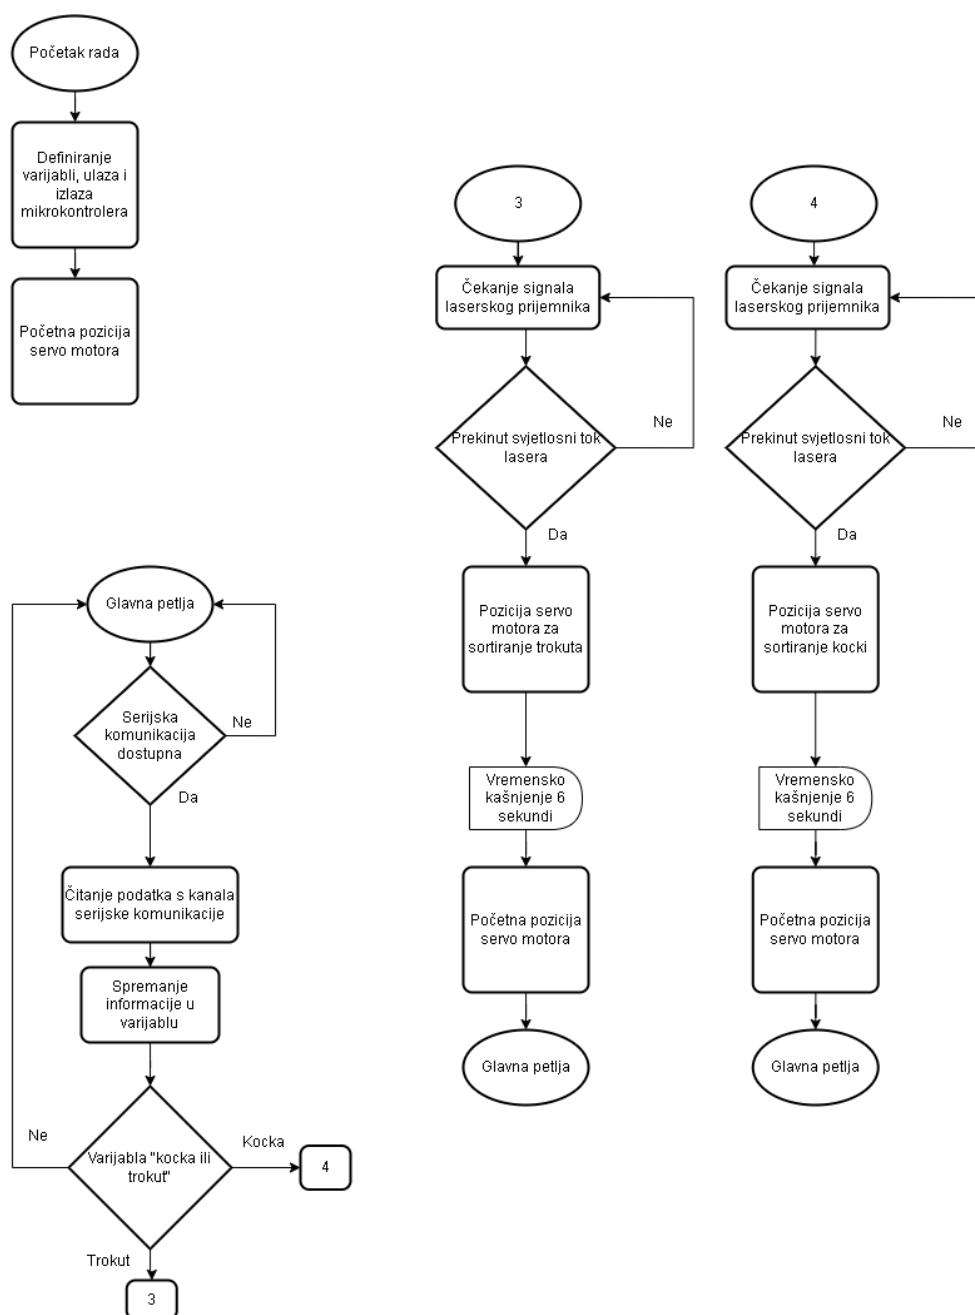 Početak rada
Definiranje
varijabli, ulaza i
izlaza
mikrokontrolera
Početna pozicija
servo motora
Glavna petlja
Serijska
komunikacija
dostupna
Ne
Da
Čitanje podatka s kanala
serijske komunikacije
Spremanje
informacije u
varijablu
Ne
Varijabla "kocka ili
trokut"
Kocka
4
Trokut
3
3
Čekanje signala
laserskog prijemnika
Prekinut svjetlosni tok
lasera
Ne
Da
Pozicija servo
motora za
sortiranje trokuta
Vremensko
kašnjenje 6
sekundi
Početna pozicija
servo motora
Glavna petlja
4
Čekanje signala
laserskog prijemnika
Prekinut svjetlosni tok
lasera
Ne
Da
Pozicija servo
motora za
sortiranje kocki
Vremensko
kašnjenje 6
sekundi
Početna pozicija
servo motora
Glavna petlja